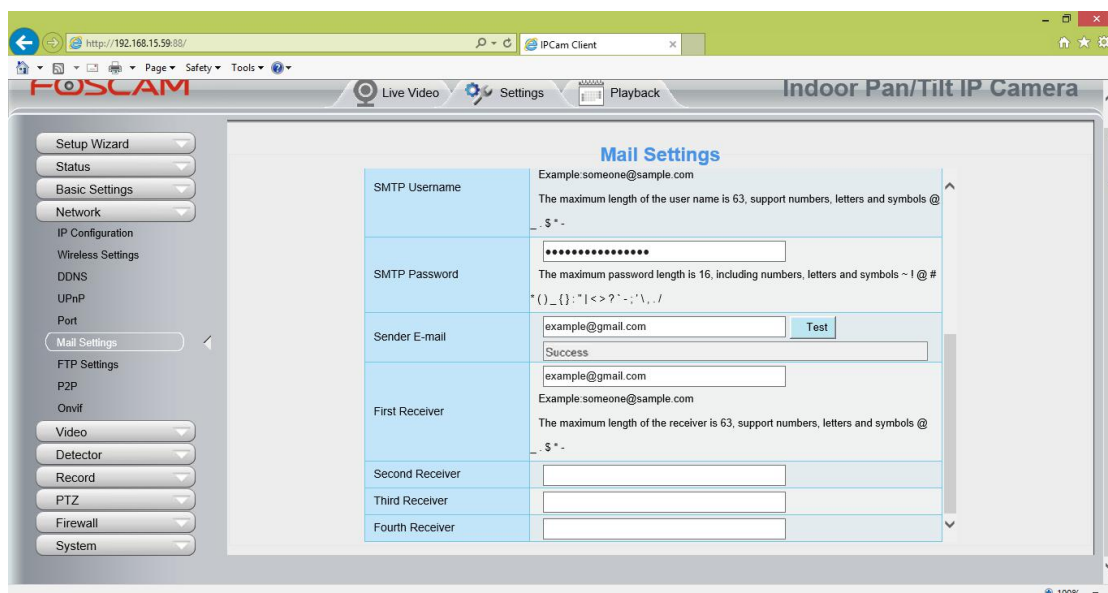 http://192.168.15.59:88/
IPCam Client
Page Safety Tools
FOSCAM
Live Video
Settings
Playback
Indoor Pan/Tilt IP Camera
Setup Wizard
Status
Basic Settings
Network
IP Configuration
Wireless Settings
DDNS
UPnP
Port
Mail Settings
FTP Settings
P2P
Onvif
Video
Detector
Record
PTZ
Firewall
System
Mail Settings
SMTP Username
Example:someone@sample.com
The maximum length of the user name is 63, support numbers, letters and symbols @
_ . $ * -
SMTP Password
••••••••••••••••
The maximum password length is 16, including numbers, letters and symbols ~ ! @ #
* ( ) _ { } : " | < > ? ` - ; ' \ , . /
Sender E-mail
example@gmail.com
Test
Success
First Receiver
example@gmail.com
Example:someone@sample.com
The maximum length of the receiver is 63, support numbers, letters and symbols @
_ . $ * -
Second Receiver
Third Receiver
Fourth Receiver
100%